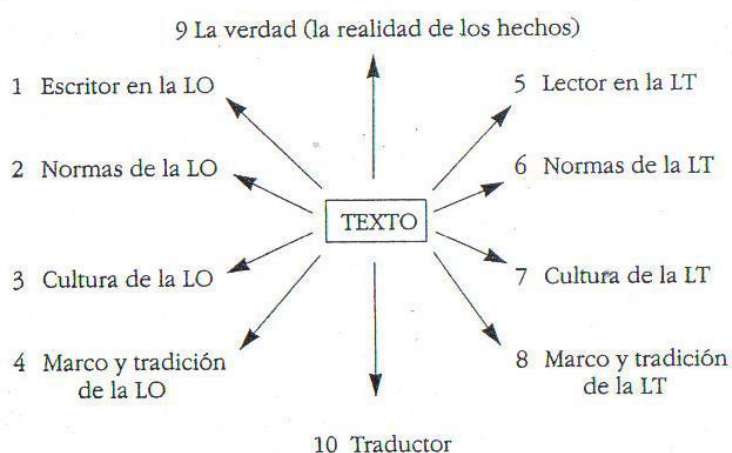 9 La verdad (la realidad de los hechos)
1 Escritor en la LO
5 Lector en la LT
2 Normas de la LO
6 Normas de la LT
TEXTO
3 Cultura de la LO
7 Cultura de la LT
4 Marco y tradición
de la LO
8 Marco y tradición
de la LT
10 Traductor